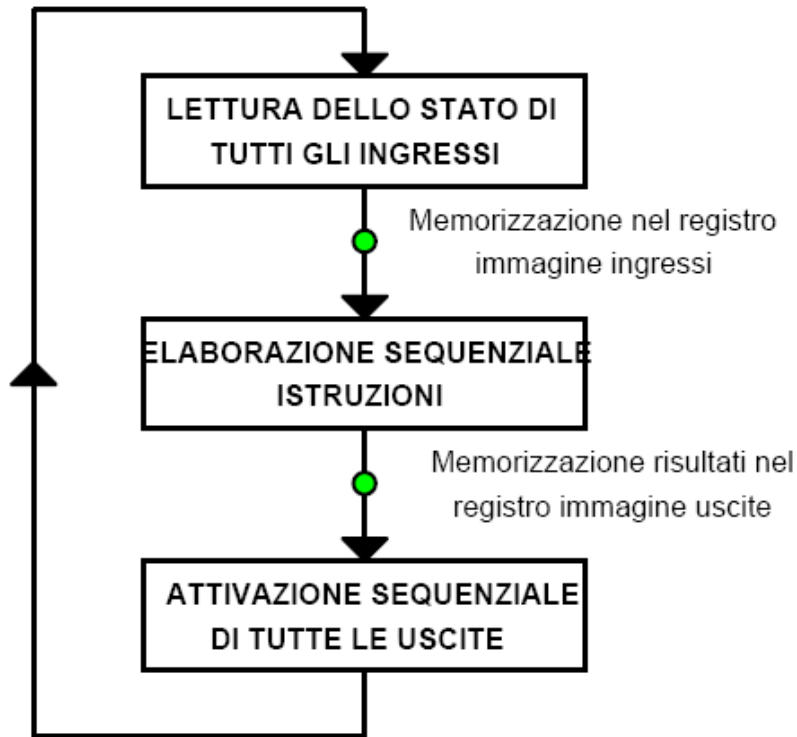 LETTURA DELLO STATO DI
TUTTI GLI INGRESSI
Memorizzazione nel registro
immagine ingressi
ELABORAZIONE SEQUENZIALE
ISTRUZIONI
Memorizzazione risultati nel
registro immagine uscite
ATTIVAZIONE SEQUENZIALE
DI TUTTE LE USCITE